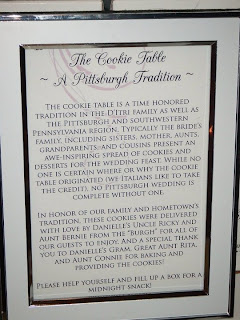 The Cookie Table
~ A Pittsburgh Tradition ~
The cookie table is a time honored
tradition in the D'Itri family as well as
the Pittsburgh and southwestern
Pennsylvania region. Typically the bride's
family, including sisters, mother, aunts,
grandparents, and cousins present an
awe-inspiring spread of cookies and
desserts for the wedding feast. While no
one is certain where or why the cookie
table originated (we Italians like to take
the credit), no Pittsburgh wedding is
complete without one.
In honor of our family and hometown's
tradition, these cookies were delivered
with love by Danielle's Uncle Ricky and
Aunt Bernie from the "Burgh" for all of
our guests to enjoy. And a special thank
you to Danielle's Gram, Great Aunt Rita,
and Aunt Connie for baking and
providing the cookies!
Please help yourself and fill up a box for a
midnight snack!